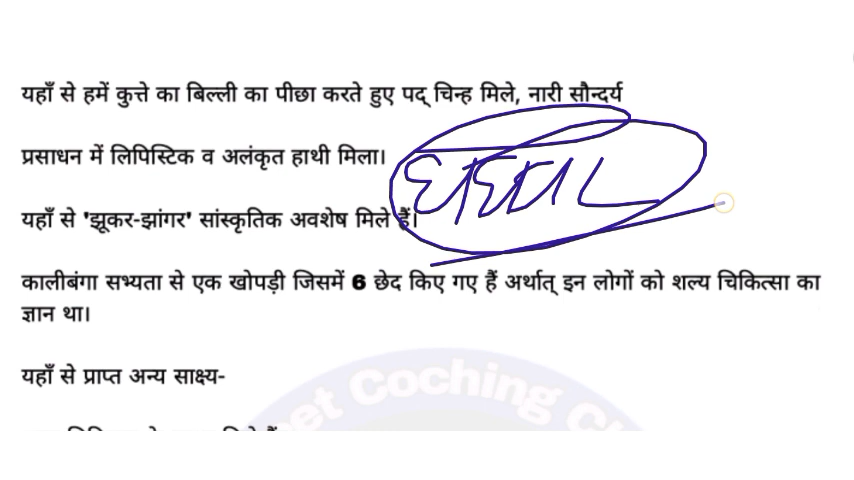 यहाँ से हमें कुत्ते का बिल्ली का पीछा करते हुए पद् चिन्ह मिले, नारी सौन्दर्य
प्रसाधन में लिपिस्टिक व अलंकृत हाथी मिला।
यहाँ से 'झूकर-झांगर' सांस्कृतिक अवशेष मिले हैं।
कालीबंगा सभ्यता से एक खोपड़ी जिसमें 6 छेद किए गए हैं अर्थात् इन लोगों को शल्य चिकित्सा का
ज्ञान था।
यहाँ से प्राप्त अन्य साक्ष्य-
Coching